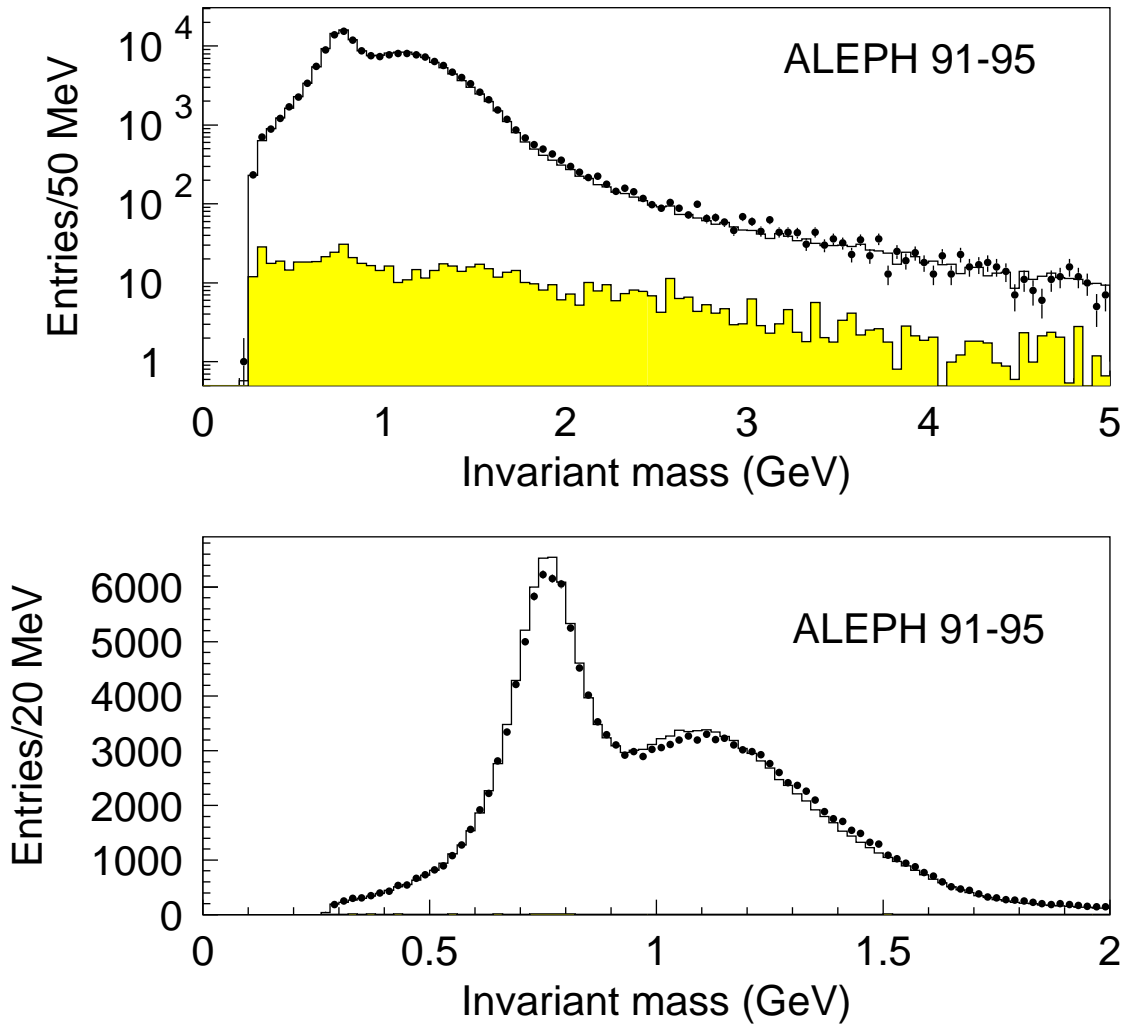 Entries/50 MeV
10 4
10 3
10 2
10
1
ALEPH 91-95
0 1 2 3 4 5
Invariant mass (GeV)
Entries/20 MeV
6000
5000
4000
3000
2000
1000
0
ALEPH 91-95
0 0.5 1 1.5 2
Invariant mass (GeV)